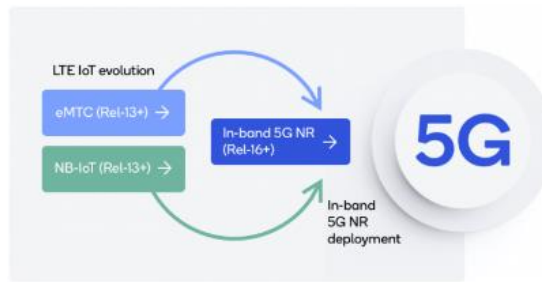 LTE IoT evolution
eMTC (Rel-13+) →
NB-IoT (Rel-13+) →
In-band 5G NR
(Rel-16+) →
In-band
5G NR
deployment
5G